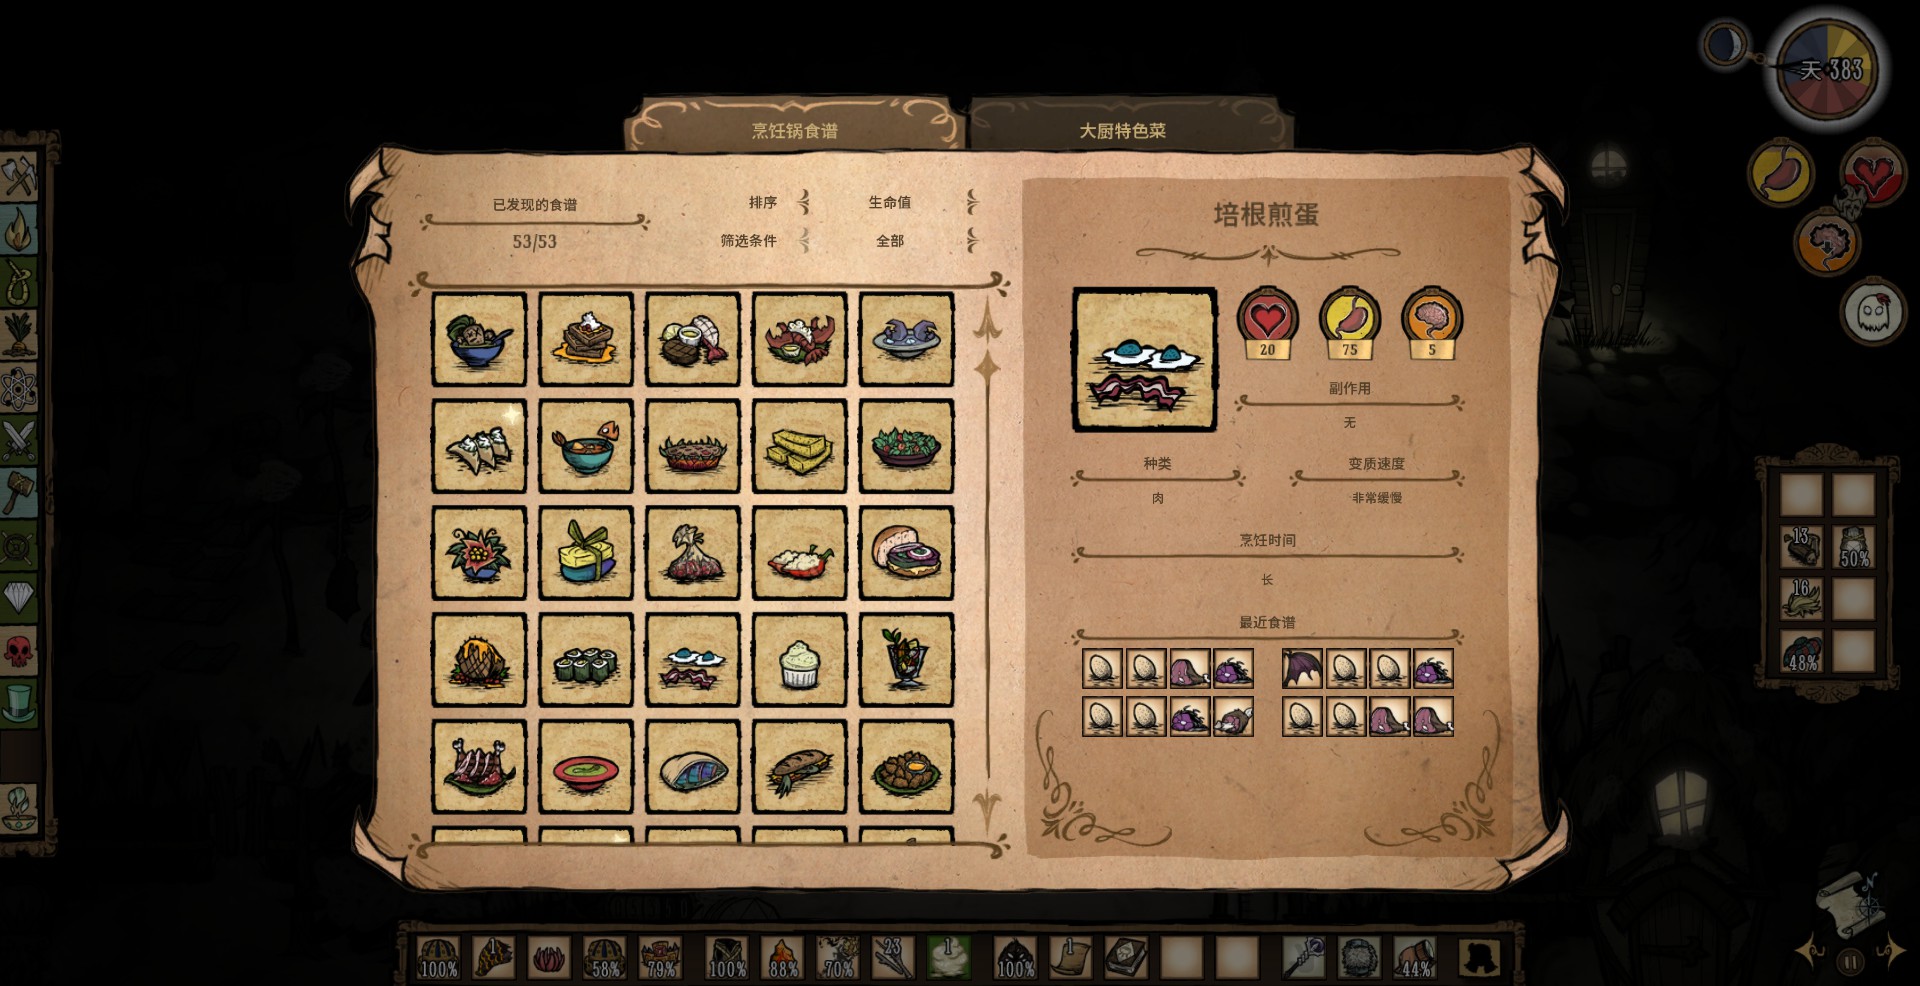 烹饪锅食谱
大厨特色菜
天 383
已发现的食谱
53/53
排序
生命值
筛选条件
全部
培根煎蛋
20
75
5
副作用
无
种类
变质速度
肉
非常缓慢
烹饪时间
长
最近食谱
13
50%
16
48%
100%
1
58%
79%
100%
88%
70%
23
1
100%
1
44%
N